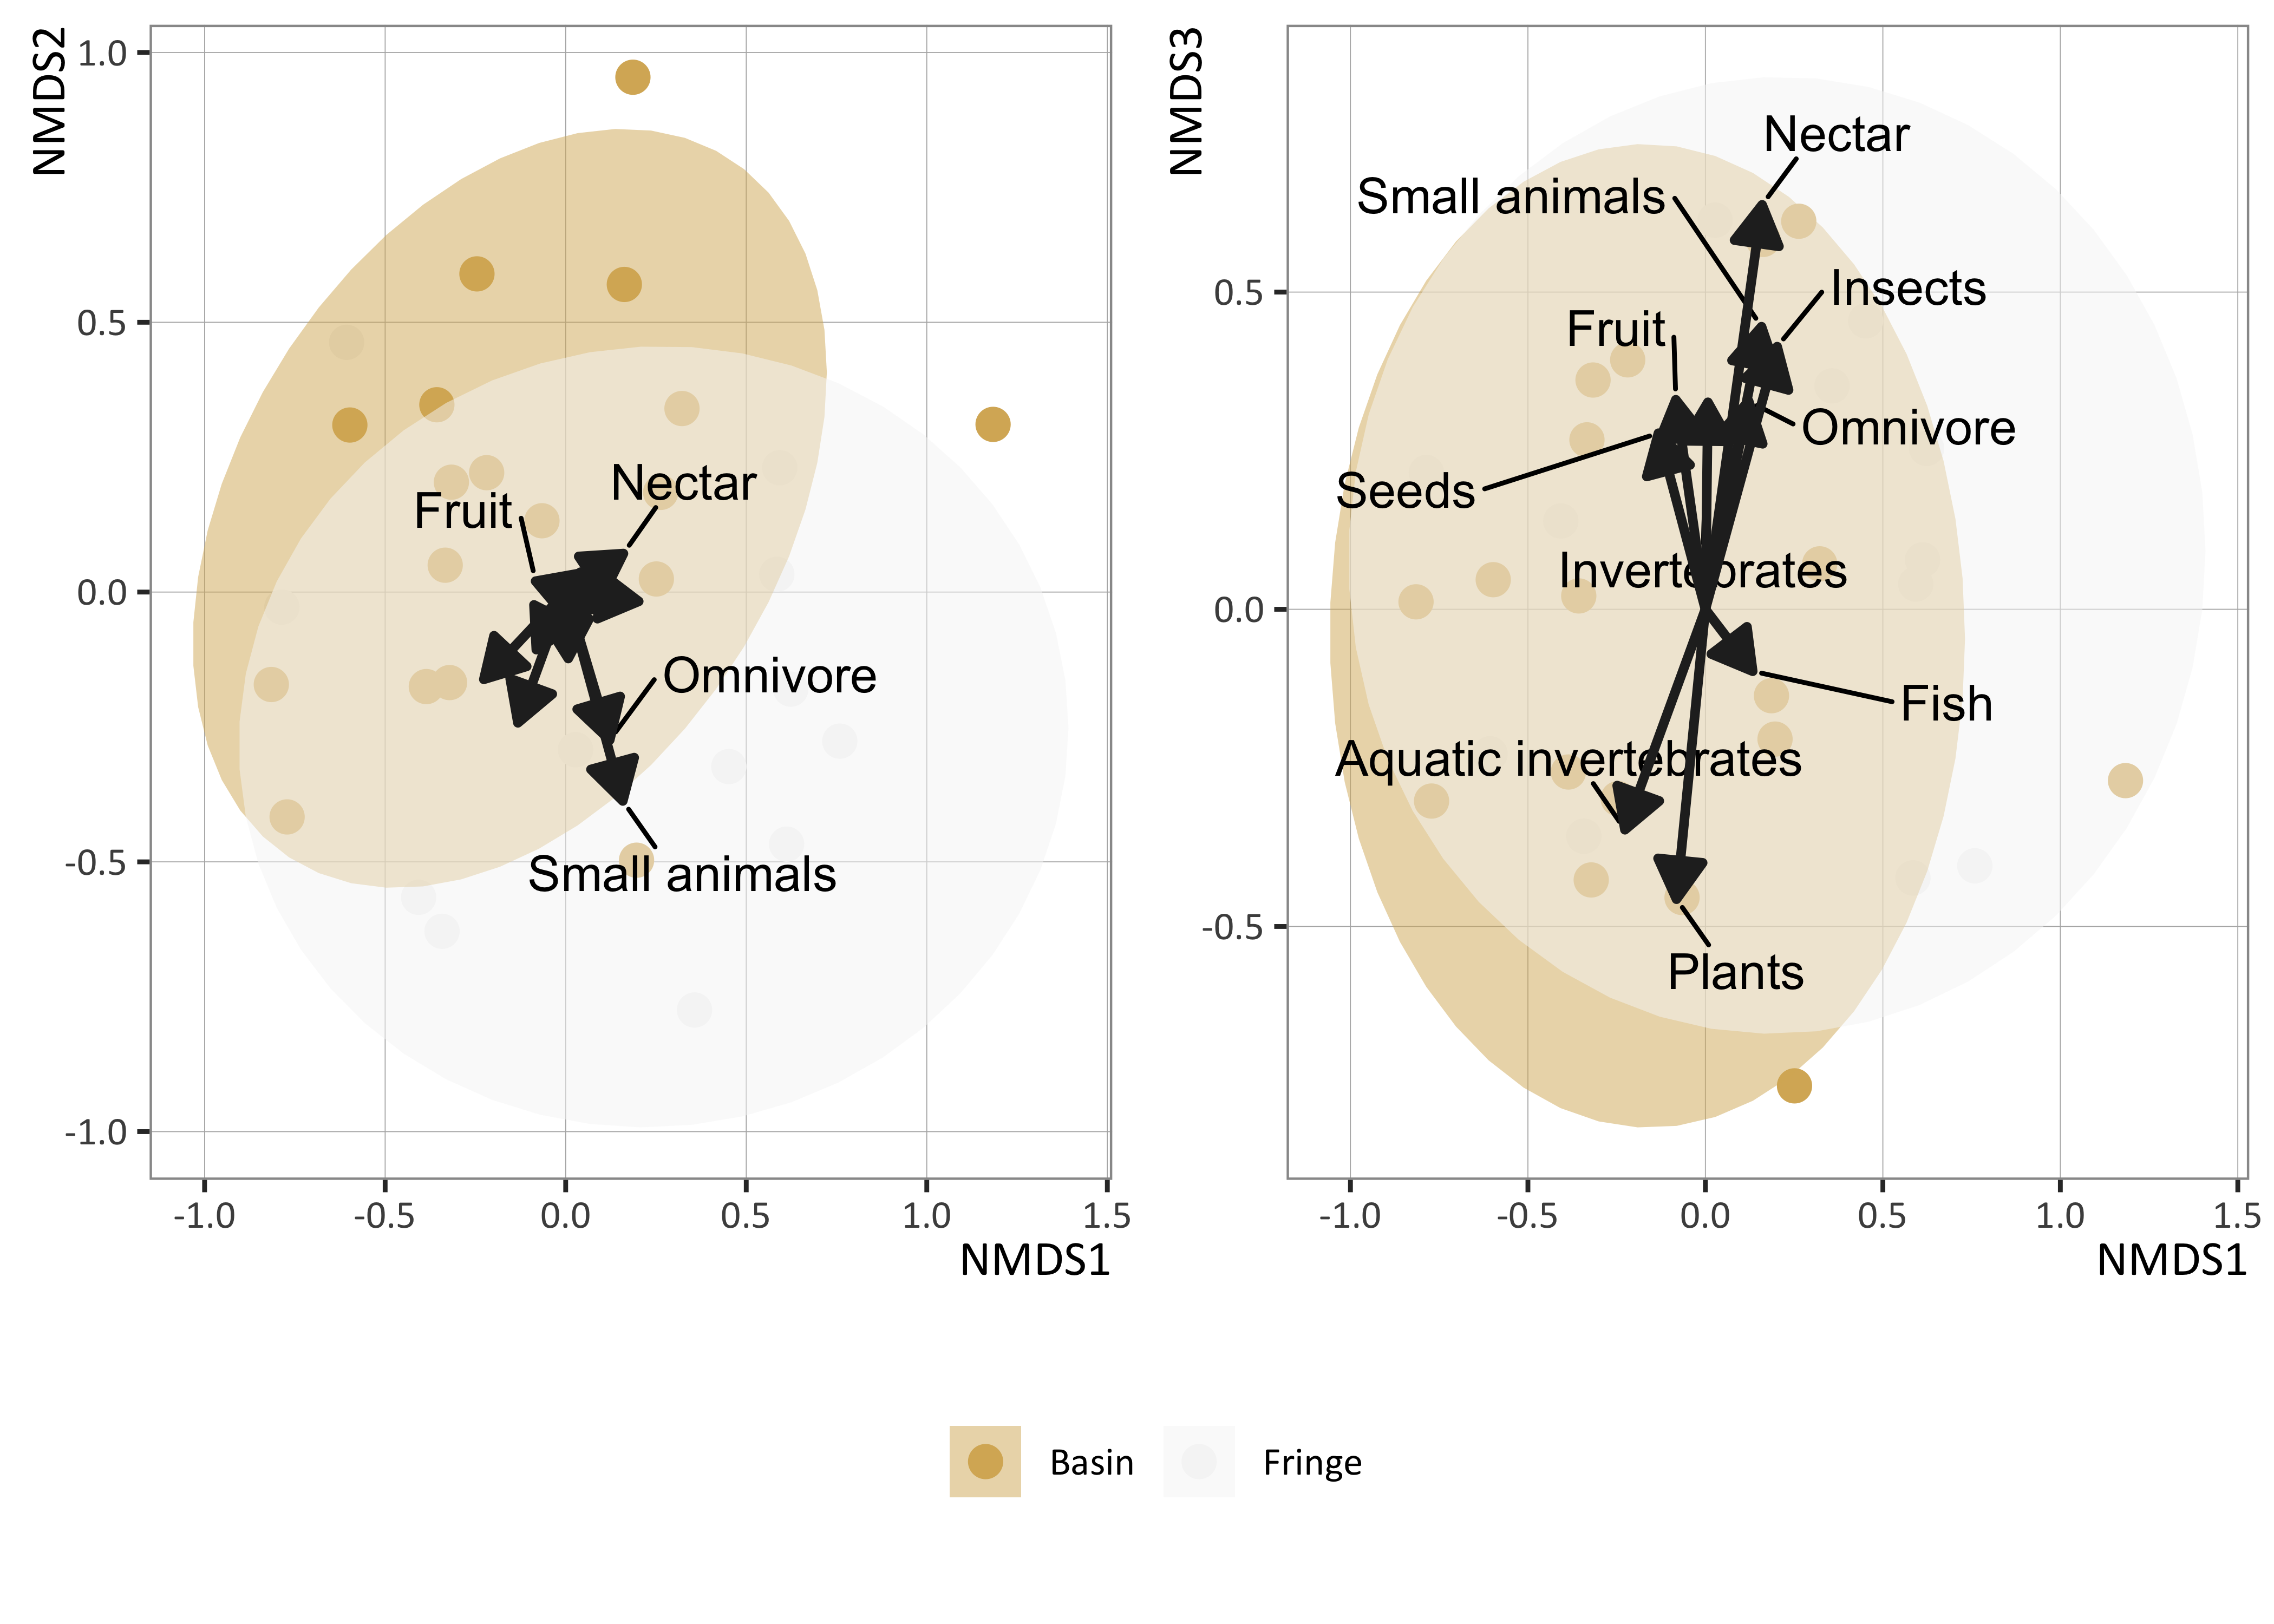 NMDS2
1.0
0.5
0.0
-0.5
-1.0
Nectar
Fruit
Omnivore
Small animals
-1.0 -0.5 0.0 0.5 1.0 1.5
NMDS1
NMDS3
0.5
0.0
-0.5
Nectar
Small animals
Insects
Fruit
Omnivore
Seeds
Invertebrates
Fish
Aquatic invertebrates
Plants
-1.0 -0.5 0.0 0.5 1.0 1.5
NMDS1
Basin Fringe